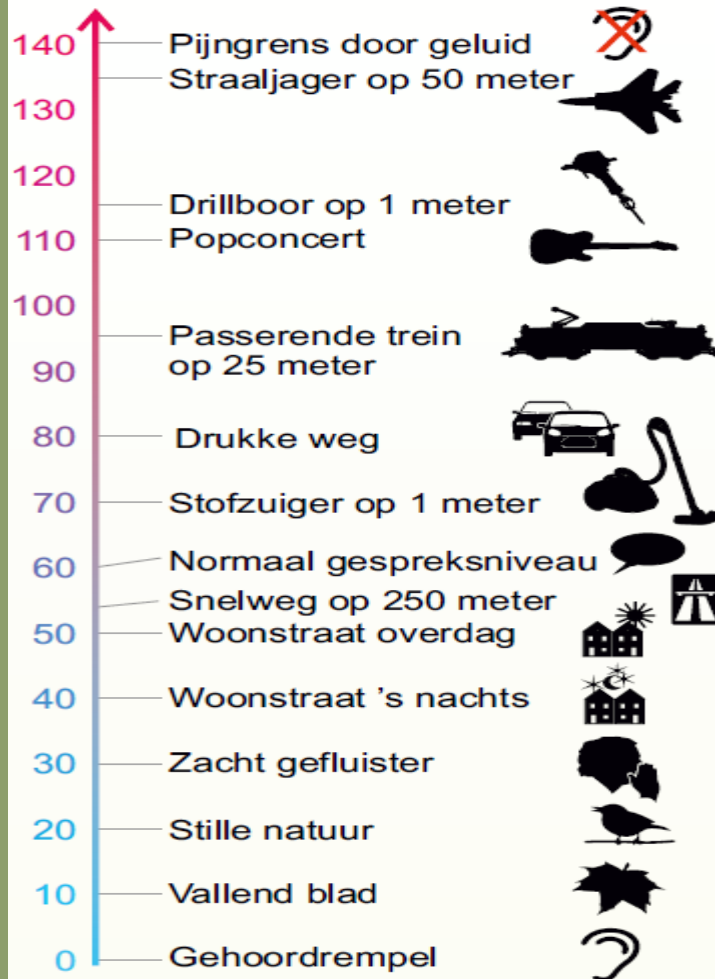 140 Pijngrens door geluid
Straaljager op 50 meter
130
120
Drillboor op 1 meter
110 Popconcert
100
Passerende trein
op 25 meter
90
80 Drukke weg
70 Stofzuiger op 1 meter
60 Normaal gespreksniveau
Snelweg op 250 meter
50 Woonstraat overdag
40 Woonstraat 's nachts
30 Zacht gefluister
20 Stille natuur
10 Vallend blad
0 Gehoordrempel